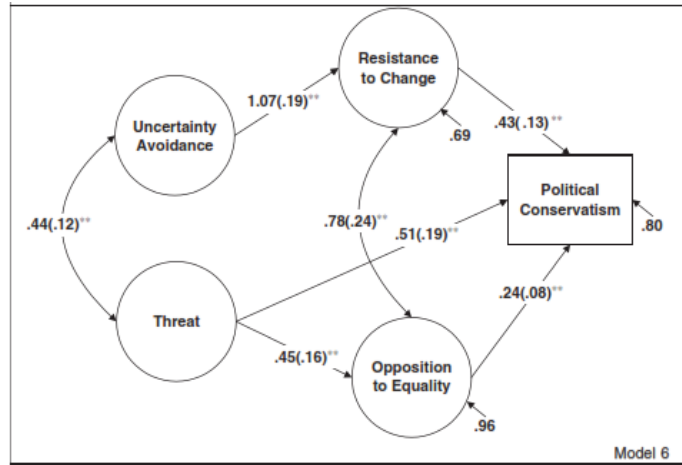 Resistance
to Change
1.07(.19)**
Uncertainty
Avoidance
.69
.43(.13)**
Political
Conservatism
.44(.12)**
.78(.24)**
.51(.19)**
.80
.24(.08)**
Threat
.45(.16)**
Opposition
to Equality
.96
Model 6